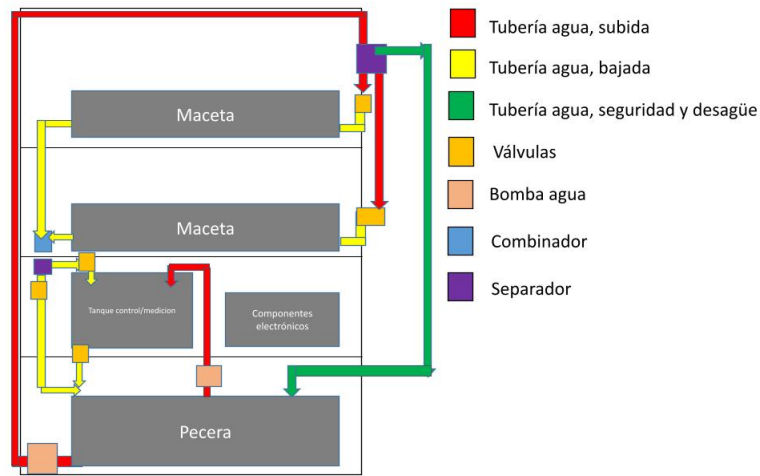 Maceta
Maceta
Tanque control/medicion
Componentes
electrónicos
Pecera
Tubería agua, subida
Tubería agua, bajada
Tubería agua, seguridad y desagüe
Válvulas
Bomba agua
Combinador
Separador